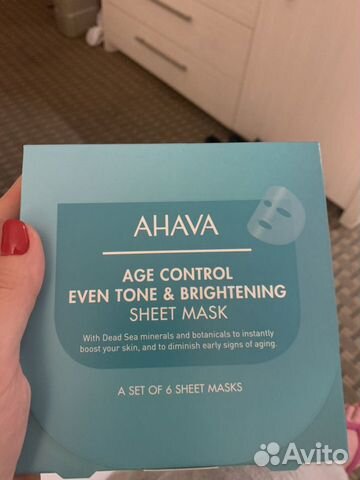 AHAVA
AGE CONTROL
EVEN TONE & BRIGHTENING
SHEET MASK
With Dead Sea minerals and botanicals to instantly
boost your skin, and to diminish early signs of aging.
A SET OF 6 SHEET MASKS
Avito